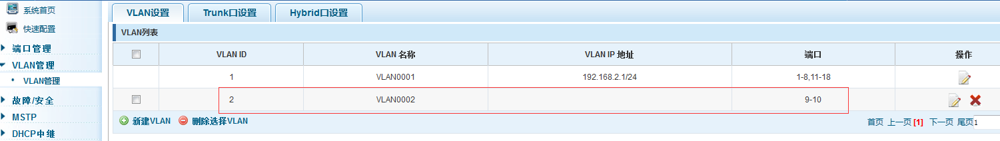 系统首页
快速配置
端口管理
VLAN管理
• VLAN管理
故障/安全
MSTP
DHCP中继
VLAN设置 Trunk口设置 Hybrid口设置
VLAN列表
VLAN ID VLAN 名称 VLAN IP 地址 端口 操作
1 VLAN0001 192.168.2.1/24 1-8,11-18
2 VLAN0002 9-10
新建VLAN 删除选择VLAN
首页 上一页 [1] 下一页 尾页 1